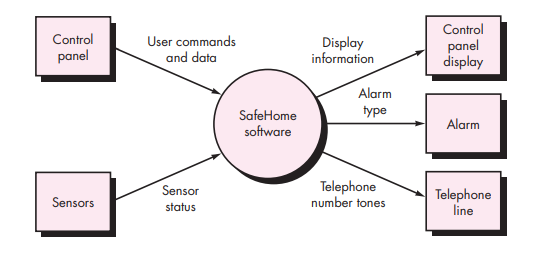 Control
panel
User commands
and data
Display
information
Control
panel
display
Alarm
type
SafeHome
software
Alarm
Sensors
Sensor
status
Telephone
number tones
Telephone
line